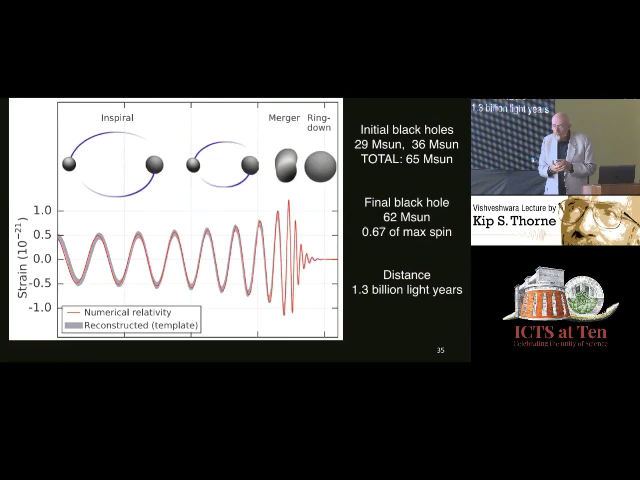 Inspiral
Merger Ring-
down
Strain (10⁻²¹)
1.0
0.5
0.0
-0.5
-1.0
Numerical relativity
Reconstructed (template)
Initial black holes
29 Msun, 36 Msun
TOTAL: 65 Msun
Final black hole
62 Msun
0.67 of max spin
Distance
1.3 billion light years
35
1.3 billion light years
Vishveshwara Lecture by
Kip S. Thorne
ICTS at Ten
Celebrating the unity of Science